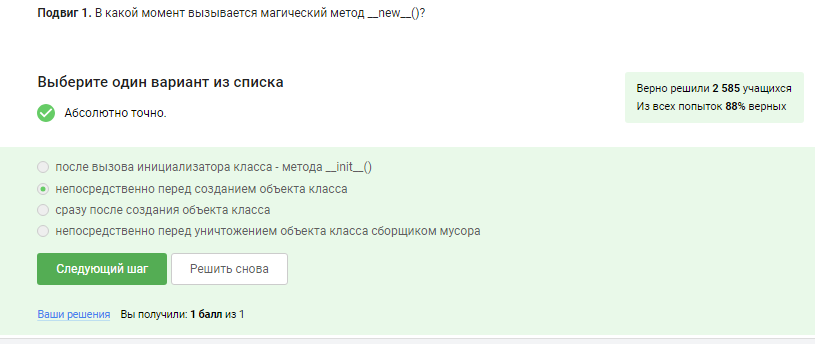 Подвиг 1. В какой момент вызывается магический метод __new__()?
Выберите один вариант из списка
Верно решили 2 585 учащихся
Из всех попыток 88% верных
Абсолютно точно.
после вызова инициализатора класса - метода __init__()
непосредственно перед созданием объекта класса
сразу после создания объекта класса
непосредственно перед уничтожением объекта класса сборщиком мусора
Следующий шаг
Решить снова
Ваши решения Вы получили: 1 балл из 1